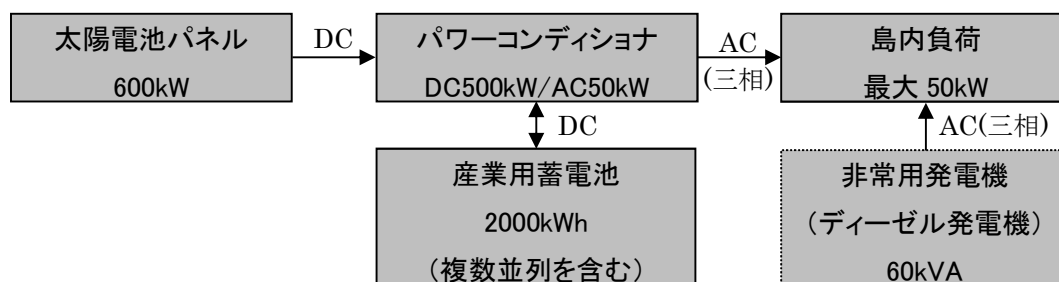 太陽電池パネル
600kW
DC
パワーコンディショナ
DC500kW/AC50kW
AC
(三相)
島内負荷
最大 50kW
DC
AC(三相)
産業用蓄電池
2000kWh
（複数並列を含む）
非常用発電機
（ディーゼル発電機）
60kVA